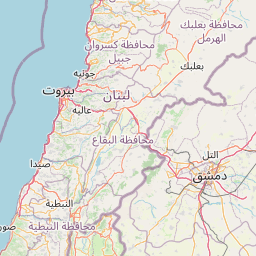 محافظة بعلبك
الهرمل
محافظة كسروان
جبيل
بعلبك
جونيه
بيروت
لبنان
عاليه
محافظة البقاع
صيدا
التل
دمشق
النبطية
محافظة النبطية
صور